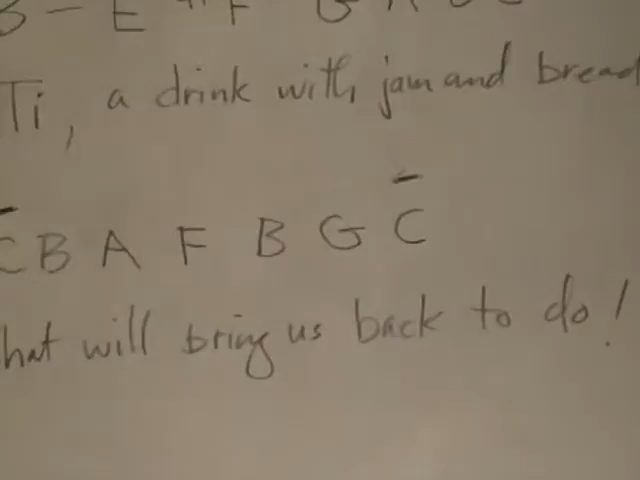 Ti, a drink with jam and bread
C̄ B A F B G C̄
hat will bring us back to do!